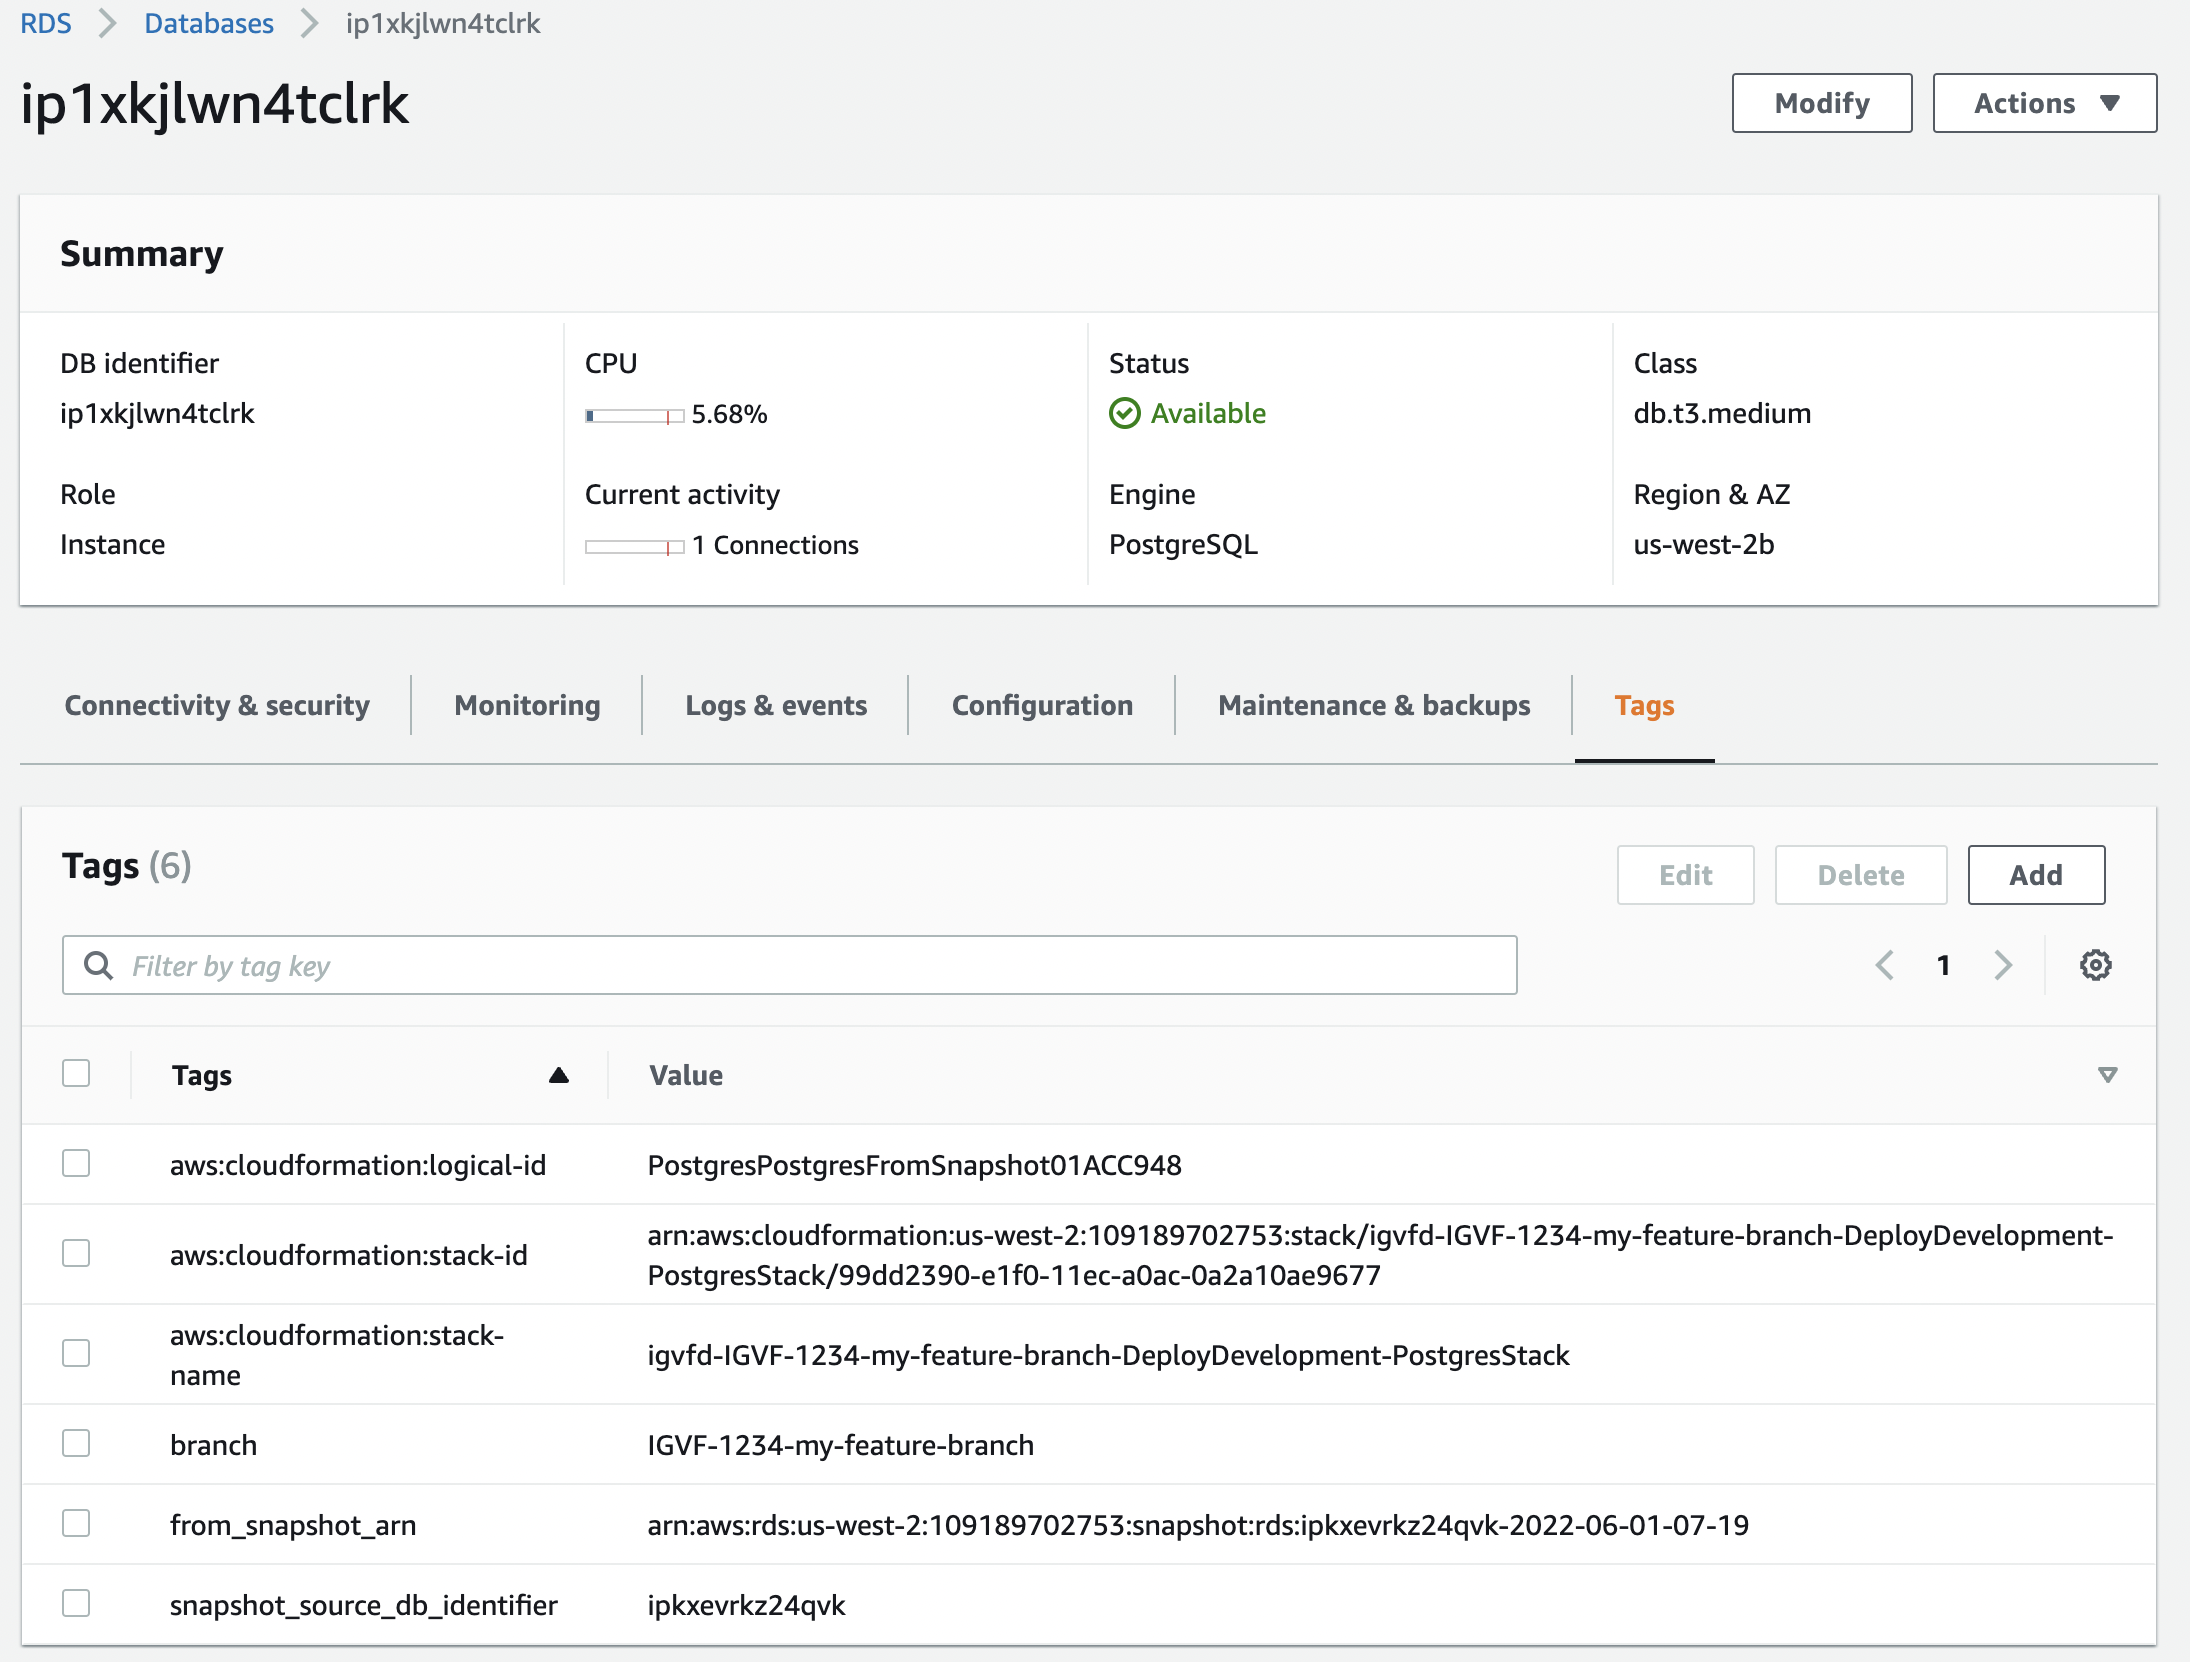 RDS > Databases > ip1xkjlwn4tclrk
ip1xkjlwn4tclrk
Modify
Actions
Summary
DB identifier
ip1xkjlwn4tclrk
CPU
5.68%
Status
Available
Class
db.t3.medium
Role
Instance
Current activity
1 Connections
Engine
PostgreSQL
Region & AZ
us-west-2b
Connectivity & security
Monitoring
Logs & events
Configuration
Maintenance & backups
Tags
Tags (6)
Edit
Delete
Add
Filter by tag key
1
Tags
Value
aws:cloudformation:logical-id
PostgresPostgresFromSnapshot01ACC948
aws:cloudformation:stack-id
arn:aws:cloudformation:us-west-2:109189702753:stack/igvfd-IGVF-1234-my-feature-branch-DeployDevelopment-
PostgresStack/99dd2390-e1f0-11ec-a0ac-0a2a10ae9677
aws:cloudformation:stack-
name
igvfd-IGVF-1234-my-feature-branch-DeployDevelopment-PostgresStack
branch
IGVF-1234-my-feature-branch
from_snapshot_arn
arn:aws:rds:us-west-2:109189702753:snapshot:rds:ipkxevrkz24qvk-2022-06-01-07-19
snapshot_source_db_identifier
ipkxevrkz24qvk